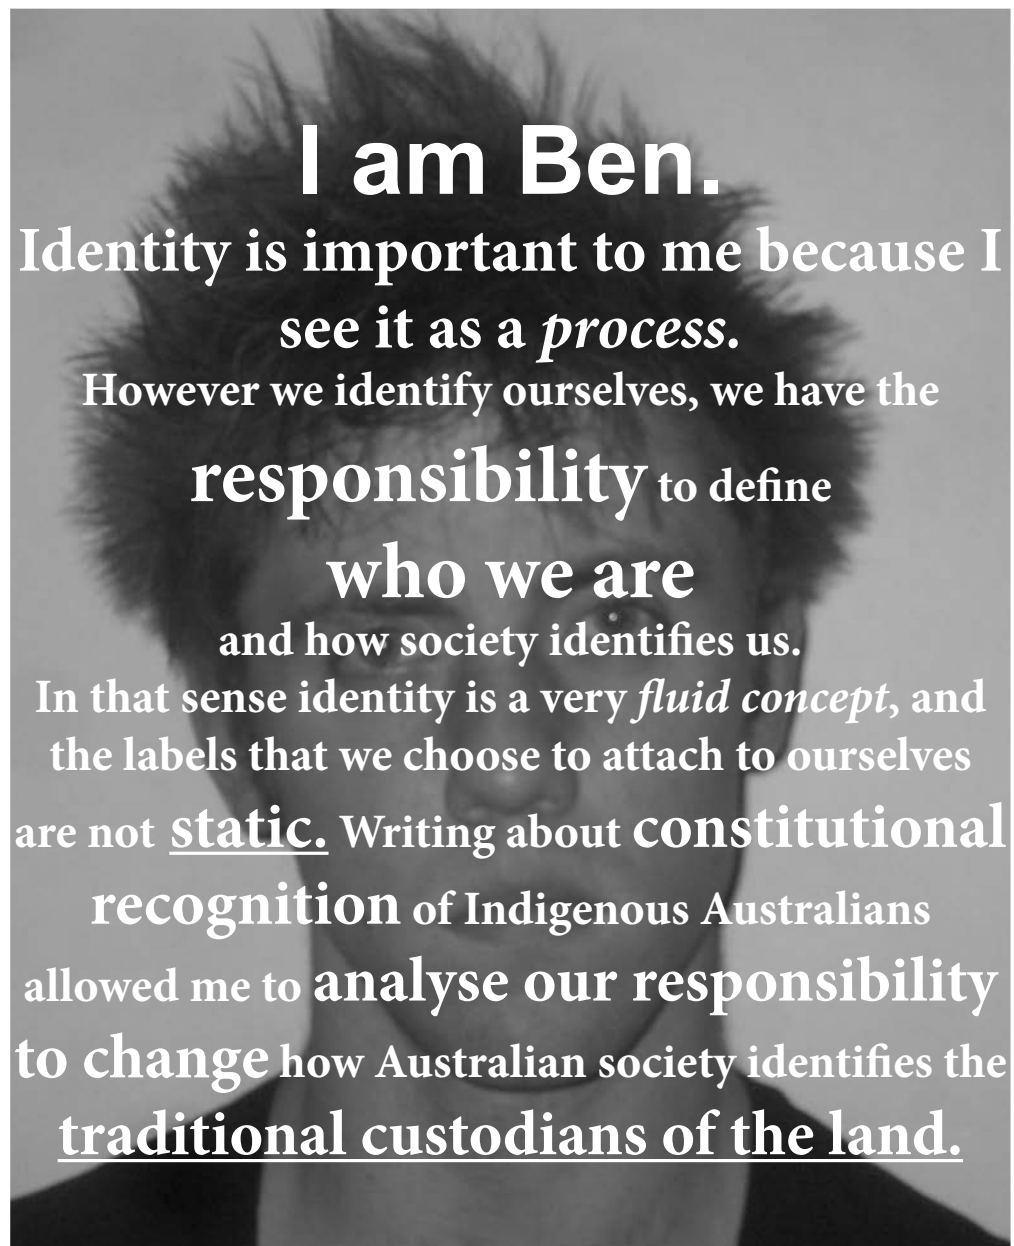 I am Ben.
Identity is important to me because I
see it as a process.
However we identify ourselves, we have the
responsibility to define
who we are
and how society identifies us.
In that sense identity is a very fluid concept, and
the labels that we choose to attach to ourselves
are not static. Writing about constitutional
recognition of Indigenous Australians
allowed me to analyse our responsibility
to change how Australian society identifies the
traditional custodians of the land.